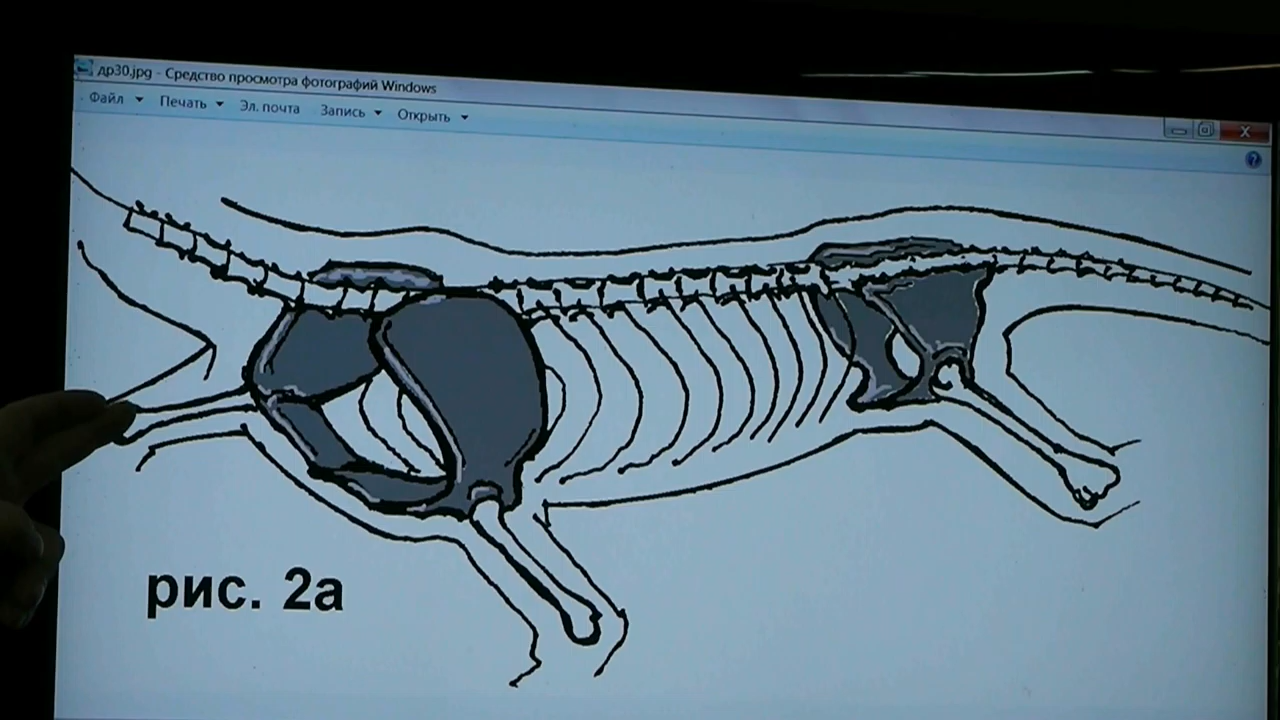 др30.jpg - Средство просмотра фотографий Windows
Файл Печать Эл. почта Запись Открыть
рис. 2а